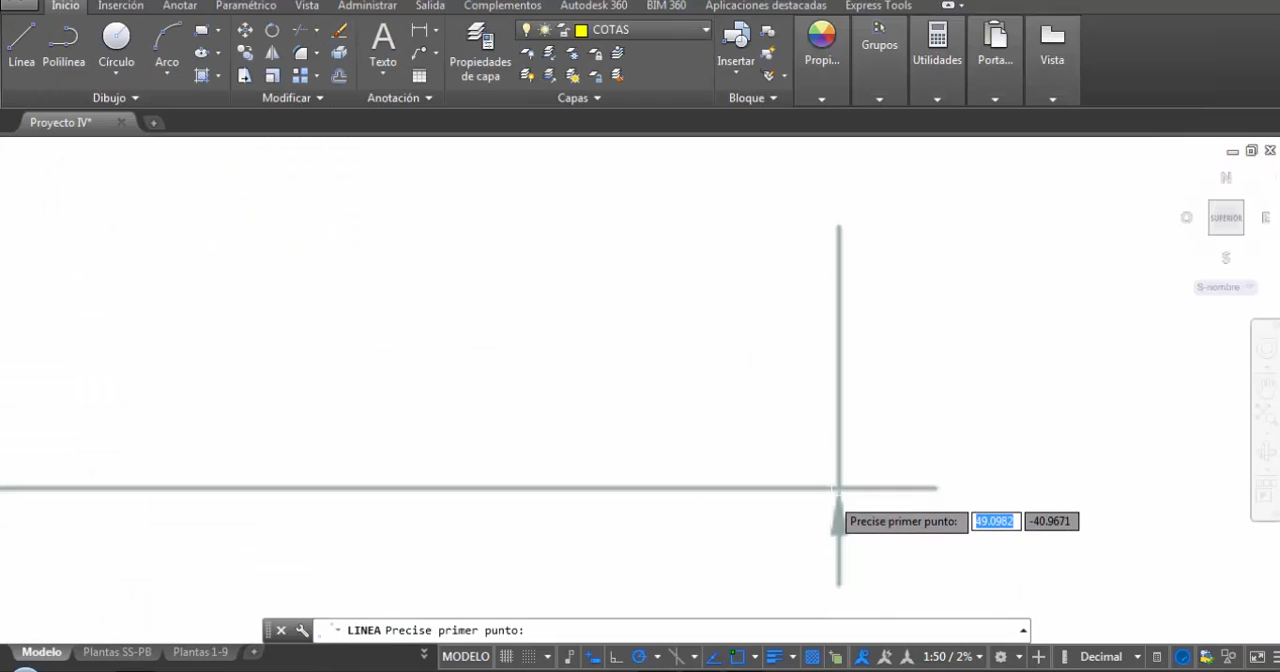 Inicio Inserción Anotar Paramétrico Vista Administrar Salida Complementos Autodesk 360 BIM 360 Aplicaciones destacadas Express Tools
COTAS
Línea Polilínea Círculo Arco Texto Propiedades de capa Insertar Propi... Grupos Utilidades Porta... Vista
Dibujo Modificar Anotación Capas Bloque
Proyecto IV*
N
O SUPERIOR E
S
S-nombre
Precise primer punto: 49.0982 -40.9671
LINEA Precise primer punto:
Modelo Plantas SS-PB Plantas 1-9 + MODELO 1:50 / 2% Decimal